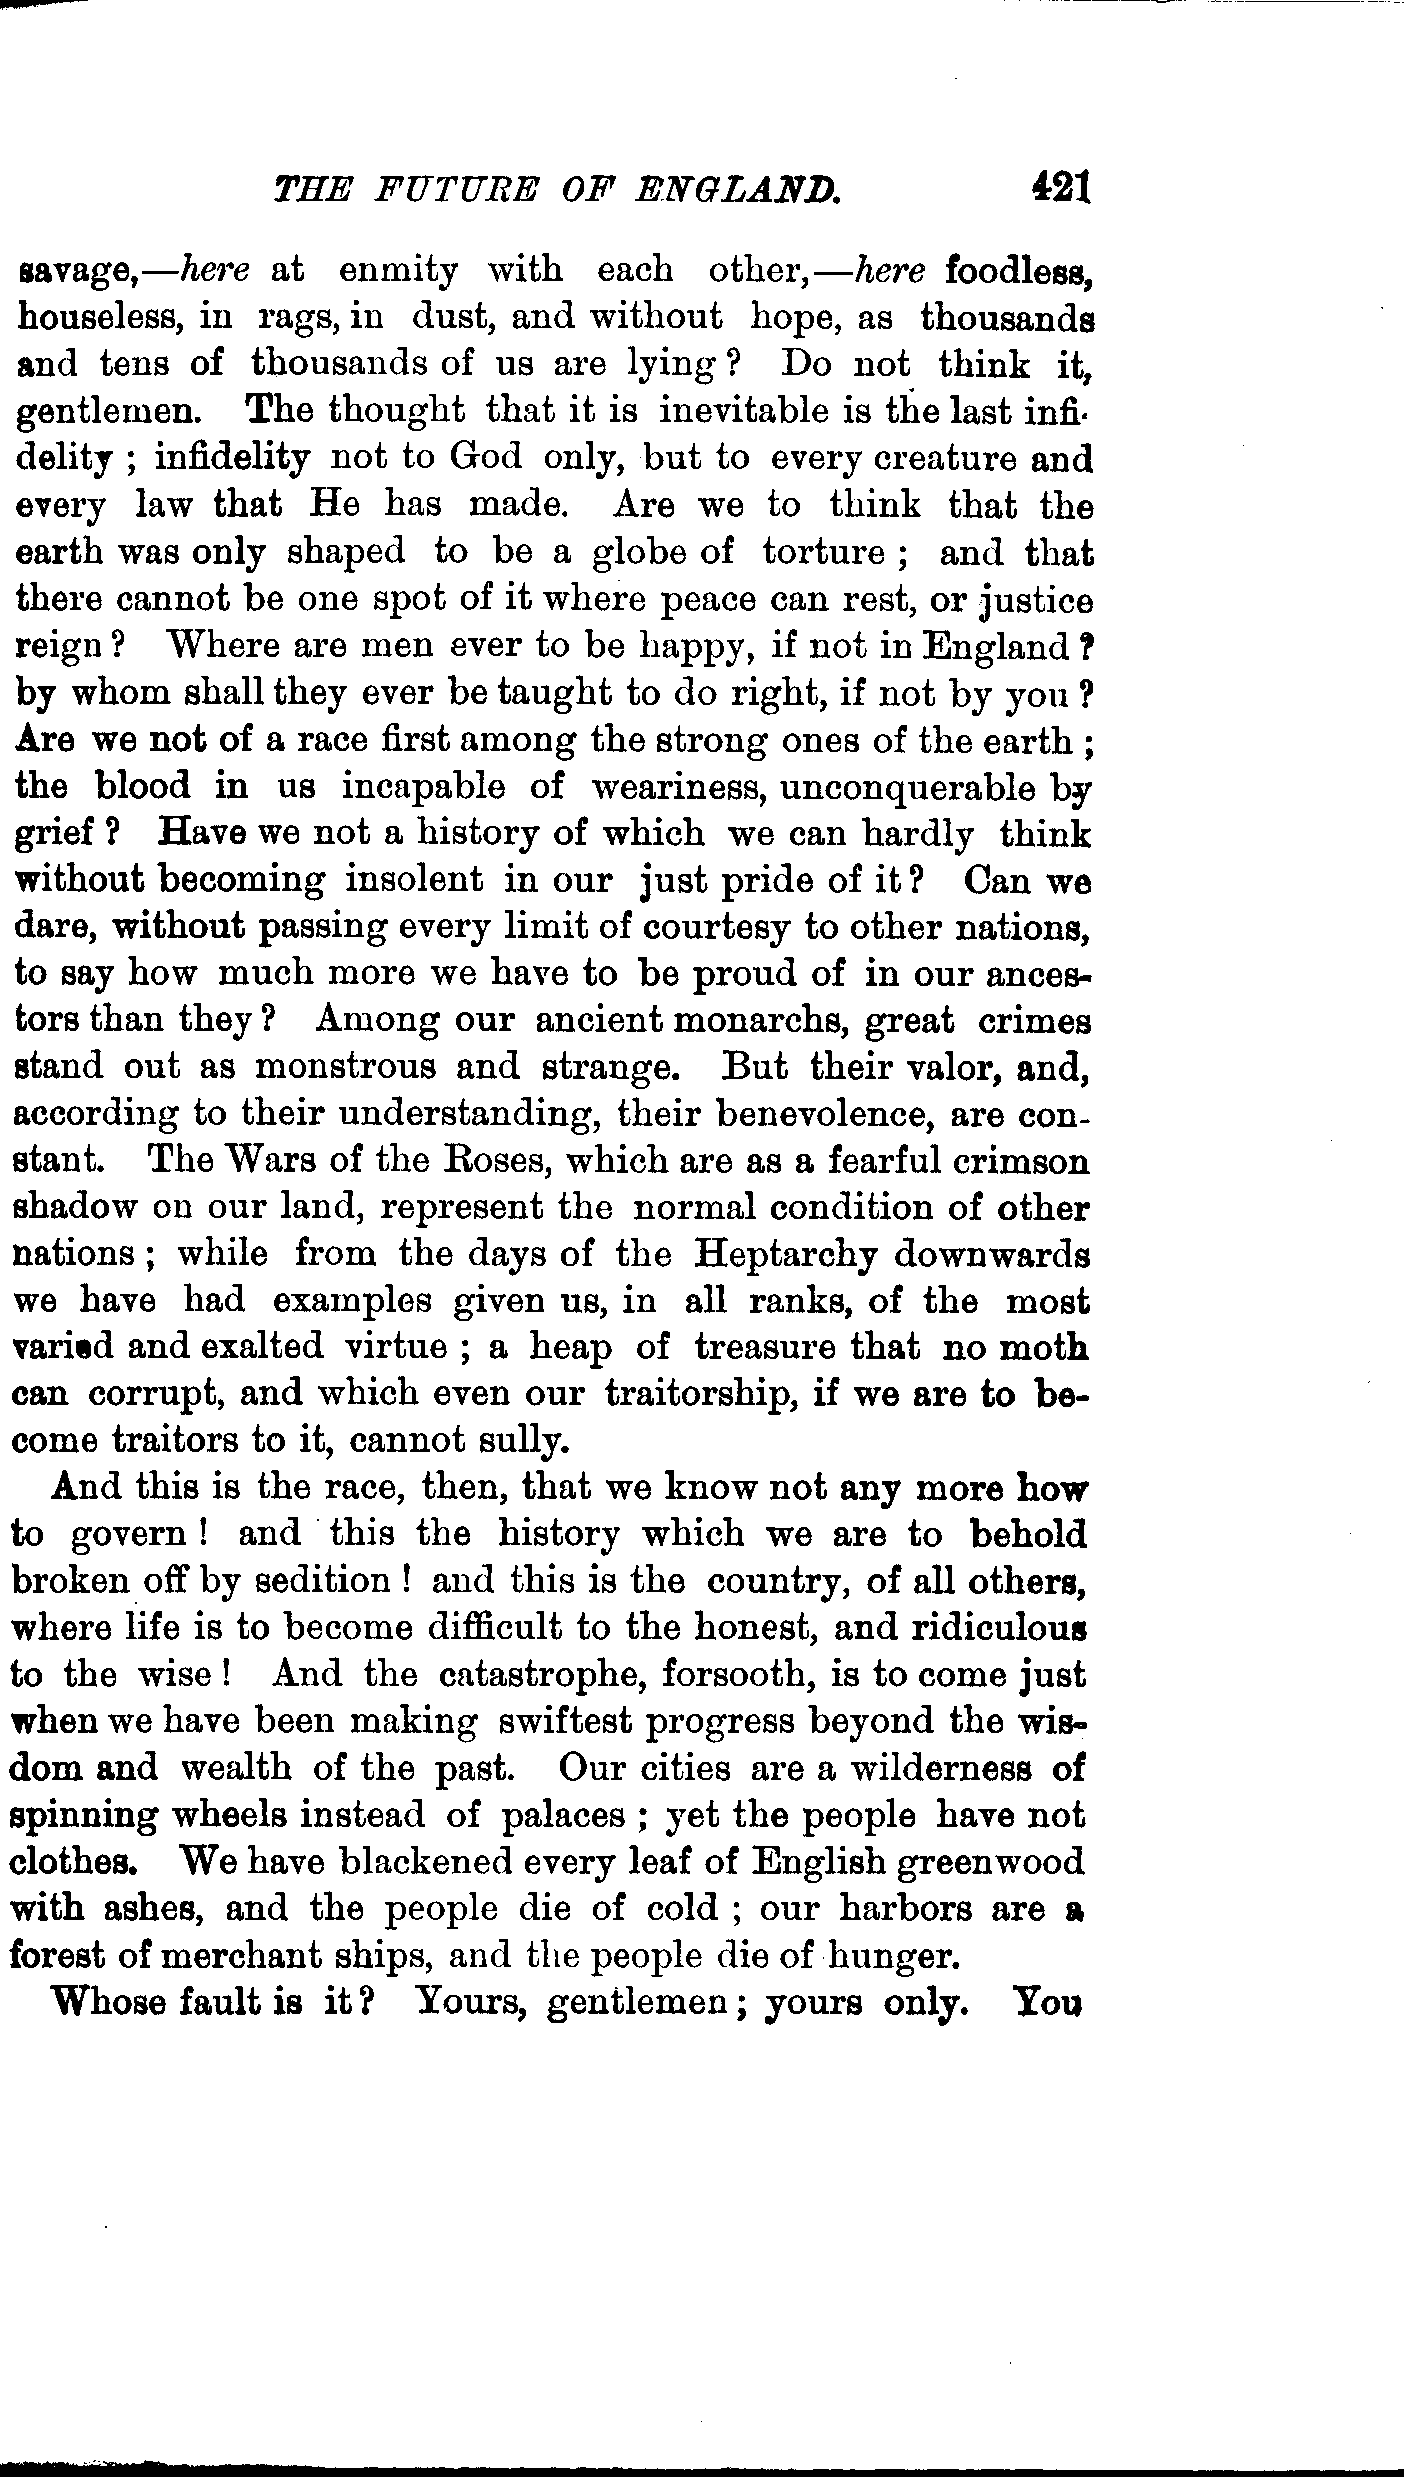 THE FUTURE OF ENGLAND. 421
savage,—here at enmity with each other,—here foodless,
houseless, in rags, in dust, and without hope, as thousands
and tens of thousands of us are lying ? Do not think it,
gentlemen. The thought that it is inevitable is the last infi-
delity ; infidelity not to God only, but to every creature and
every law that He has made. Are we to think that the
earth was only shaped to be a globe of torture ; and that
there cannot be one spot of it where peace can rest, or justice
reign ? Where are men ever to be happy, if not in England ?
by whom shall they ever be taught to do right, if not by you ?
Are we not of a race first among the strong ones of the earth ;
the blood in us incapable of weariness, unconquerable by
grief ? Have we not a history of which we can hardly think
without becoming insolent in our just pride of it ? Can we
dare, without passing every limit of courtesy to other nations,
to say how much more we have to be proud of in our ances-
tors than they ? Among our ancient monarchs, great crimes
stand out as monstrous and strange. But their valor, and,
according to their understanding, their benevolence, are con-
stant. The Wars of the Roses, which are as a fearful crimson
shadow on our land, represent the normal condition of other
nations ; while from the days of the Heptarchy downwards
we have had examples given us, in all ranks, of the most
varied and exalted virtue ; a heap of treasure that no moth
can corrupt, and which even our traitorship, if we are to be-
come traitors to it, cannot sully.
And this is the race, then, that we know not any more how
to govern ! and this the history which we are to behold
broken off by sedition ! and this is the country, of all others,
where life is to become difficult to the honest, and ridiculous
to the wise ! And the catastrophe, forsooth, is to come just
when we have been making swiftest progress beyond the wis-
dom and wealth of the past. Our cities are a wilderness of
spinning wheels instead of palaces ; yet the people have not
clothes. We have blackened every leaf of English greenwood
with ashes, and the people die of cold ; our harbors are a
forest of merchant ships, and the people die of hunger.
Whose fault is it ? Yours, gentlemen ; yours only. You